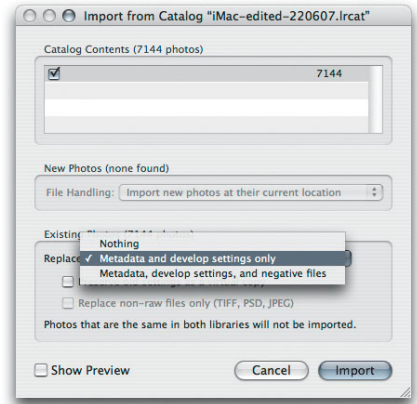 Import from Catalog “iMac-edited-220607.lrcat”
Catalog Contents (7144 photos)
7144
New Photos (none found)
File Handling: Import new photos at their current location
Existing
Nothing
Replace ✓ Metadata and develop settings only
Metadata, develop settings, and negative files
Replace non-raw files only (TIFF, PSD, JPEG)
Photos that are the same in both libraries will not be imported.
Show Preview
Cancel
Import